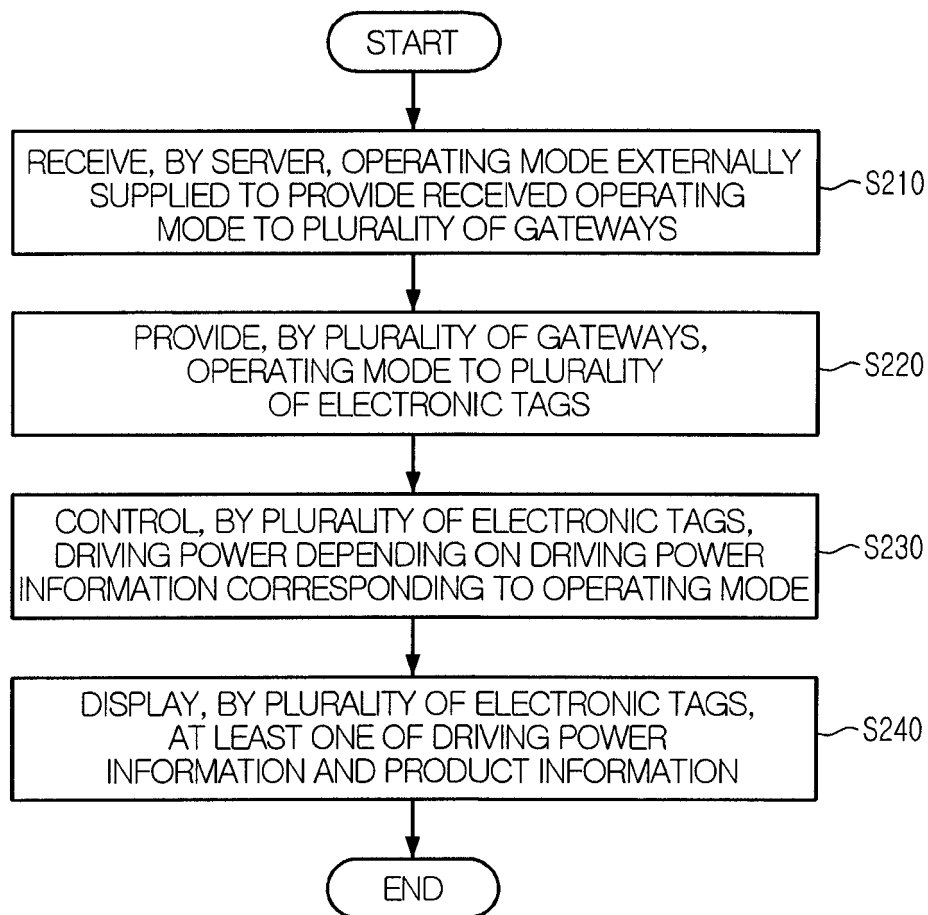 START
RECEIVE, BY SERVER, OPERATING MODE EXTERNALLY
SUPPLIED TO PROVIDE RECEIVED OPERATING
MODE TO PLURALITY OF GATEWAYS
S210
PROVIDE, BY PLURALITY OF GATEWAYS,
OPERATING MODE TO PLURALITY
OF ELECTRONIC TAGS
S220
CONTROL, BY PLURALITY OF ELECTRONIC TAGS,
DRIVING POWER DEPENDING ON DRIVING POWER
INFORMATION CORRESPONDING TO OPERATING MODE
S230
DISPLAY, BY PLURALITY OF ELECTRONIC TAGS,
AT LEAST ONE OF DRIVING POWER
INFORMATION AND PRODUCT INFORMATION
S240
END